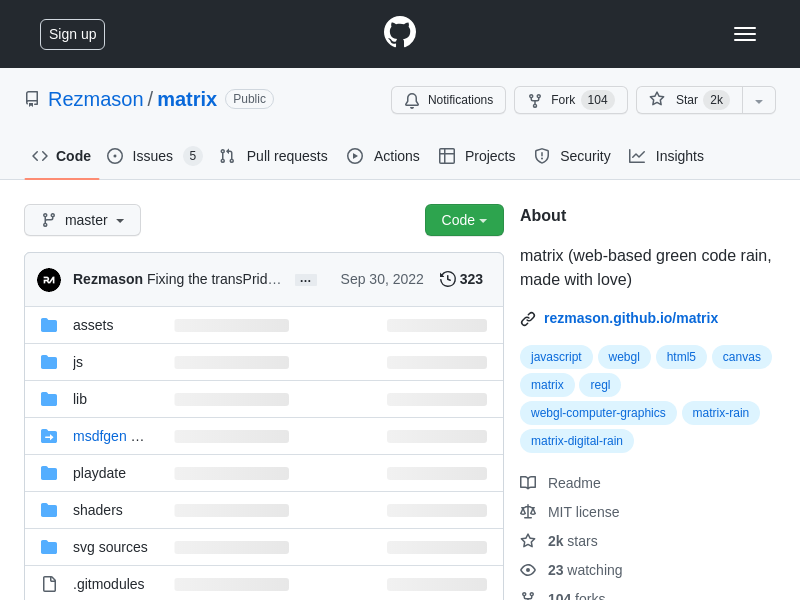 Sign up
Rezmason / matrix Public
Notifications Fork 104 Star 2k
Code Issues 5 Pull requests Actions Projects Security Insights
master Code
Rezmason Fixing the transPrid… … Sep 30, 2022 323
assets
js
lib
msdfgen …
playdate
shaders
svg sources
.gitmodules
About
matrix (web-based green code rain,
made with love)
rezmason.github.io/matrix
javascript webgl html5 canvas
matrix regl
webgl-computer-graphics matrix-rain
matrix-digital-rain
Readme
MIT license
2k stars
23 watching
104 forks